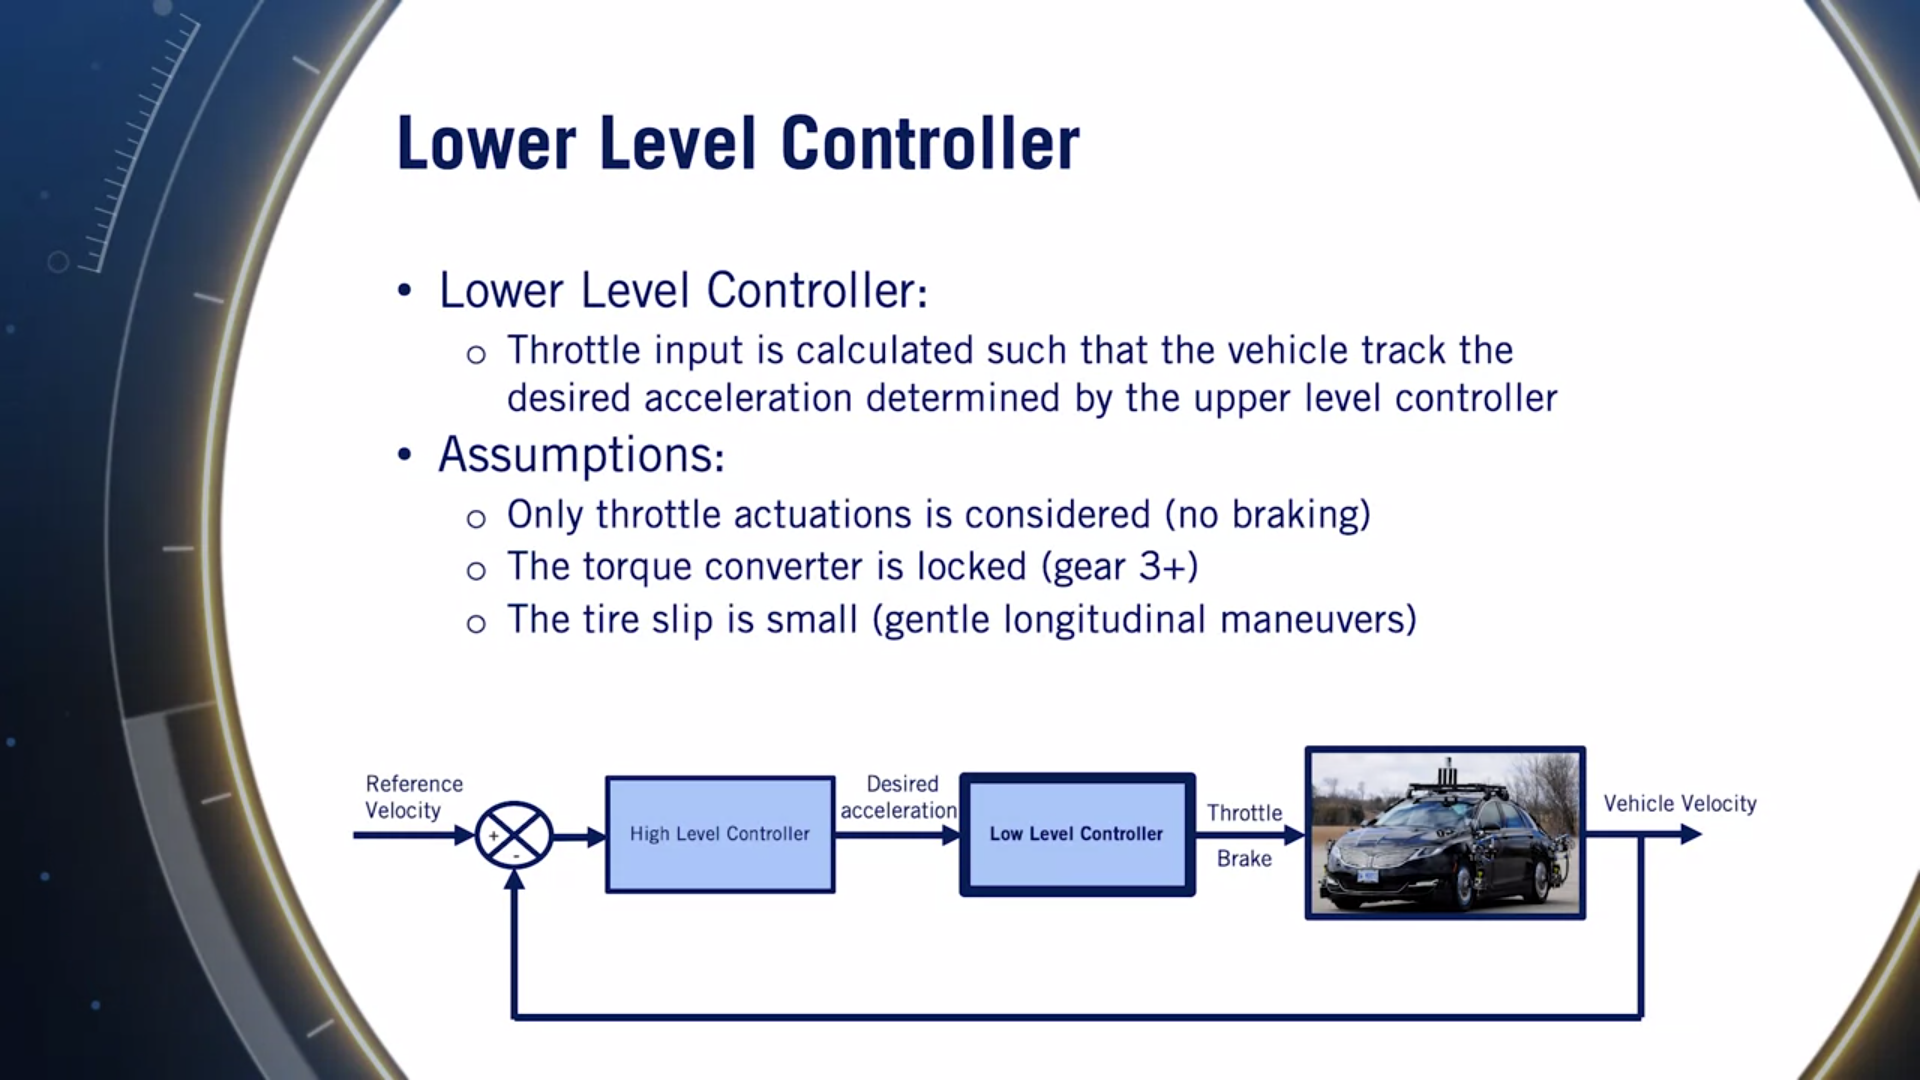 Lower Level Controller
• Lower Level Controller:
o Throttle input is calculated such that the vehicle track the
desired acceleration determined by the upper level controller
• Assumptions:
o Only throttle actuations is considered (no braking)
o The torque converter is locked (gear 3+)
o The tire slip is small (gentle longitudinal maneuvers)
Reference
Velocity
+
-
High Level Controller
Desired
acceleration
Low Level Controller
Throttle
Brake
Vehicle Velocity